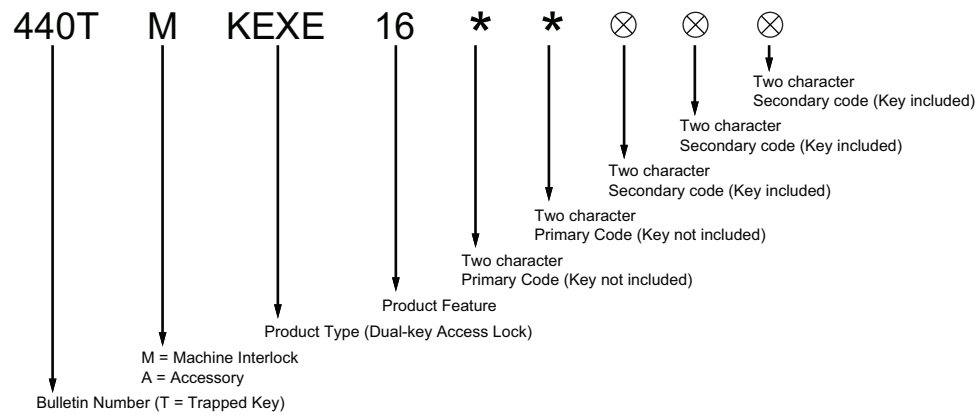 440T M KEXE 16 * * ⊗ ⊗ ⊗
Two character
Secondary code (Key included)
Two character
Secondary code (Key included)
Two character
Secondary code (Key included)
Two character
Primary Code (Key not included)
Two character
Primary Code (Key not included)
Product Feature
Product Type (Dual-key Access Lock)
M = Machine Interlock
A = Accessory
Bulletin Number (T = Trapped Key)